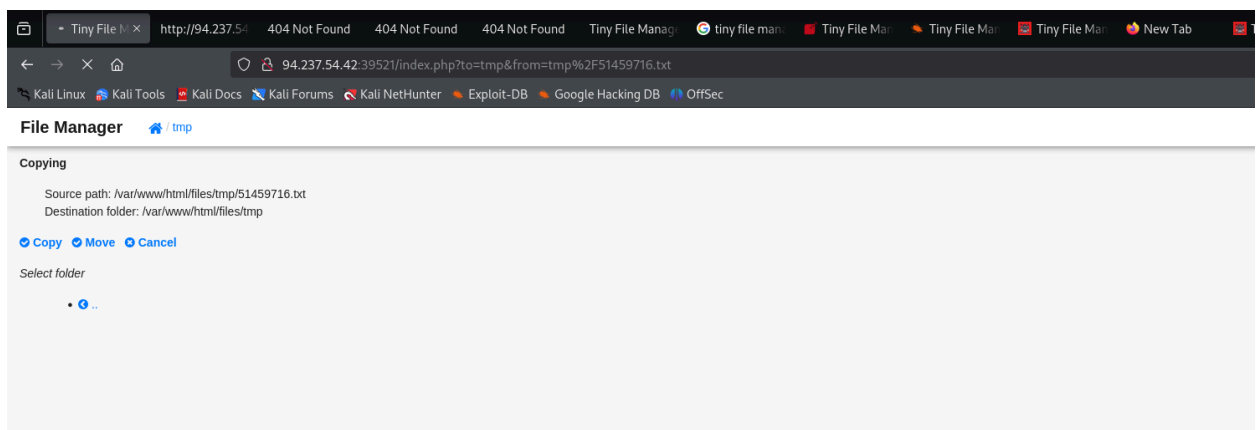 Tiny File M
http://94.237.54
404 Not Found
404 Not Found
404 Not Found
Tiny File Manage
tiny file mana
Tiny File Man
Tiny File Man
Tiny File Man
New Tab
94.237.54.42:39521/index.php?to=tmp&from=tmp%2F51459716.txt
Kali Linux Kali Tools Kali Docs Kali Forums Kali NetHunter Exploit-DB Google Hacking DB OffSec
File Manager / tmp
Copying
Source path: /var/www/html/files/tmp/51459716.txt
Destination folder: /var/www/html/files/tmp
Copy Move Cancel
Select folder
..